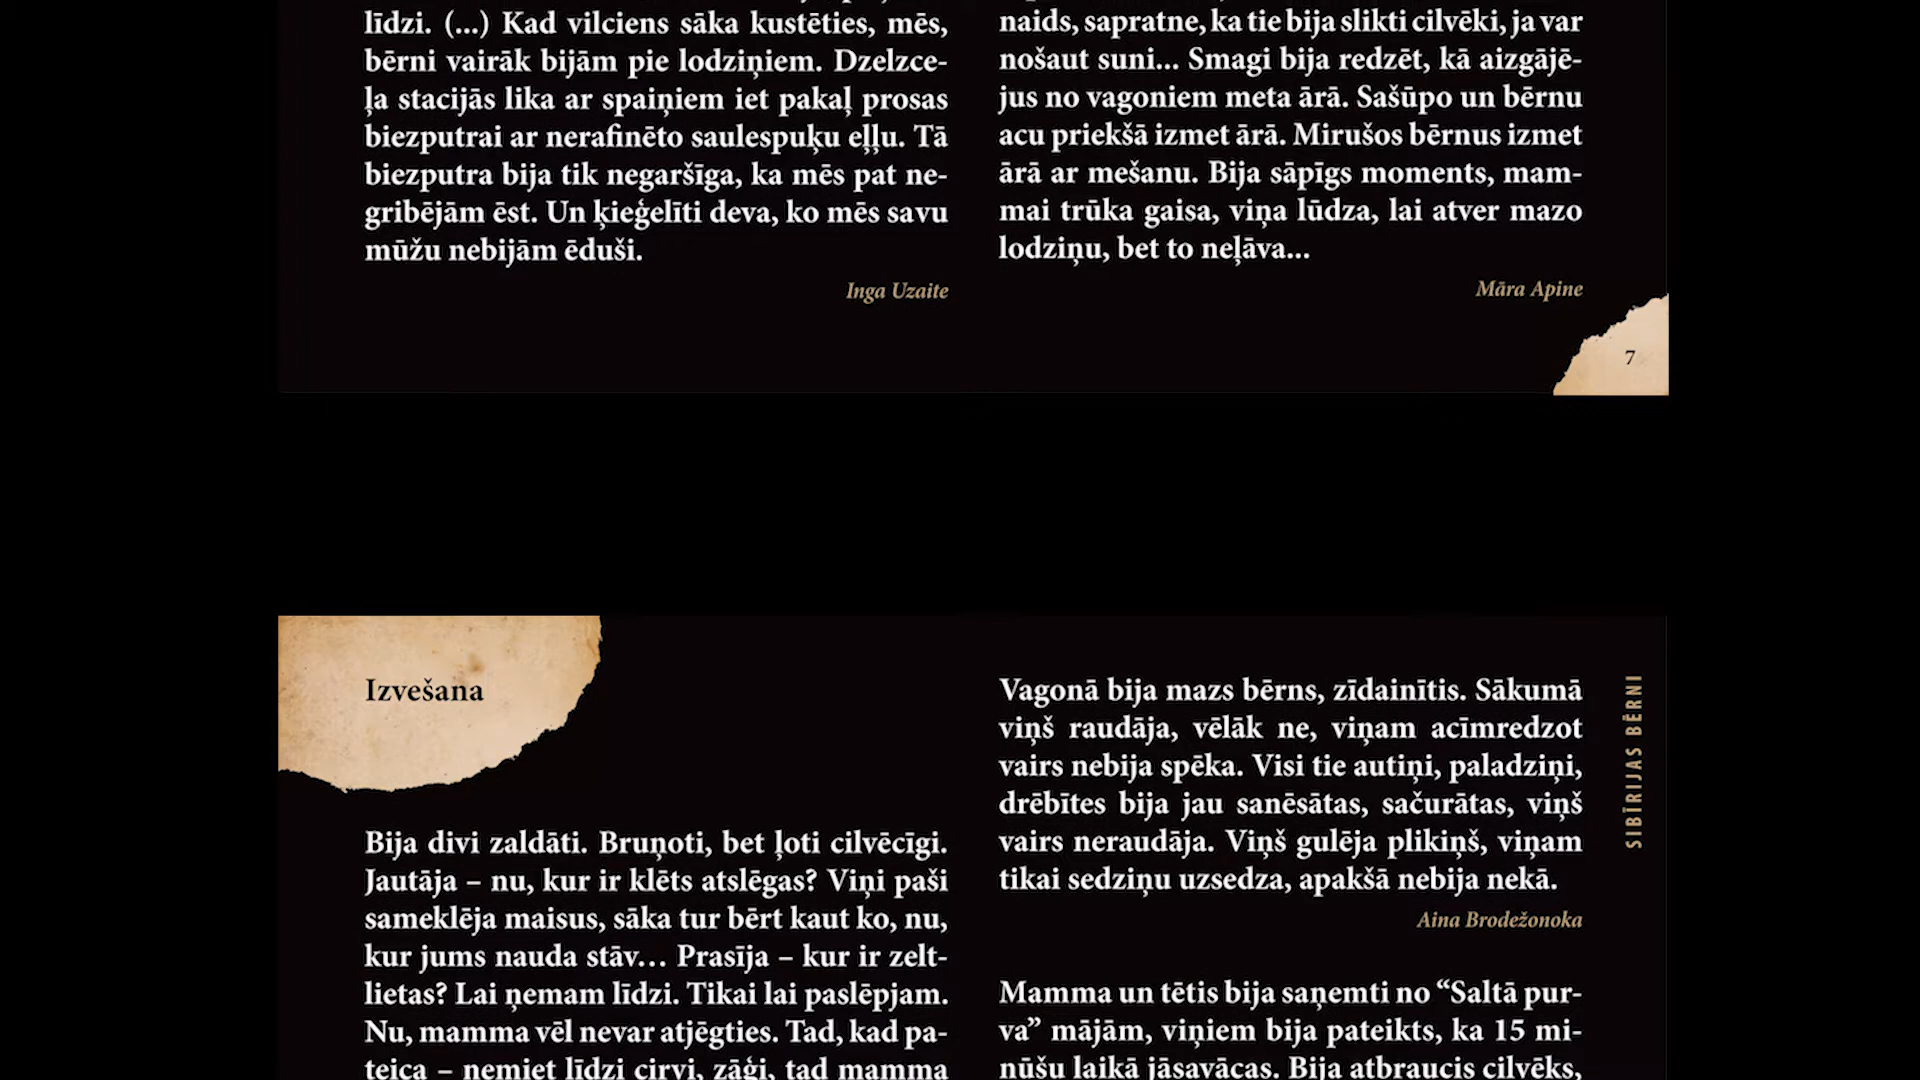 līdzi. (...) Kad vilciens sāka kustēties, mēs,
bērni vairāk bijām pie lodziņiem. Dzelzce-
ļa stacijās lika ar spaiņiem iet pakaļ prosas
biezputrai ar nerafinēto saulespuķu eļļu. Tā
biezputra bija tik negaršīga, ka mēs pat ne-
gribējām ēst. Un ķieģelīti deva, ko mēs savu
mūžu nebijām ēduši.
Inga Uzaite
naids, sapratne, ka tie bija slikti cilvēki, ja var
nošaut suni... Smagi bija redzēt, kā aizgājē-
jus no vagoniem meta ārā. Sašūpo un bērnu
acu priekšā izmet ārā. Mirušos bērnus izmet
ārā ar mešanu. Bija sāpīgs moments, mam-
mai trūka gaisa, viņa lūdza, lai atver mazo
lodziņu, bet to neļāva...
Māra Apine
7
Izvešana
Bija divi zaldāti. Bruņoti, bet ļoti cilvēcīgi.
Jautāja – nu, kur ir klēts atslēgas? Viņi paši
sameklēja maisus, sāka tur bērt kaut ko, nu,
kur jums nauda stāv… Prasīja – kur ir zelt-
lietas? Lai ņemam līdzi. Tikai lai paslēpjam.
Nu, mamma vēl nevar atjēgties. Tad, kad pa-
teica – ņemiet līdzi cirvi, zāģi, tad mamma
Vagonā bija mazs bērns, zīdainītis. Sākumā
viņš raudāja, vēlāk ne, viņam acīmredzot
vairs nebija spēka. Visi tie autiņi, paladziņi,
drēbītes bija jau sanēsātas, sačurātas, viņš
vairs neraudāja. Viņš gulēja plikiņš, viņam
tikai sedziņu uzsedza, apakšā nebija nekā.
Aina Brodežonoka
Mamma un tētis bija saņemti no “Saltā pur-
va” mājām, viņiem bija pateikts, ka 15 mi-
nūšu laikā jāsavācas. Bija atbraucis cilvēks,
SIBĪRIJAS BĒRNI